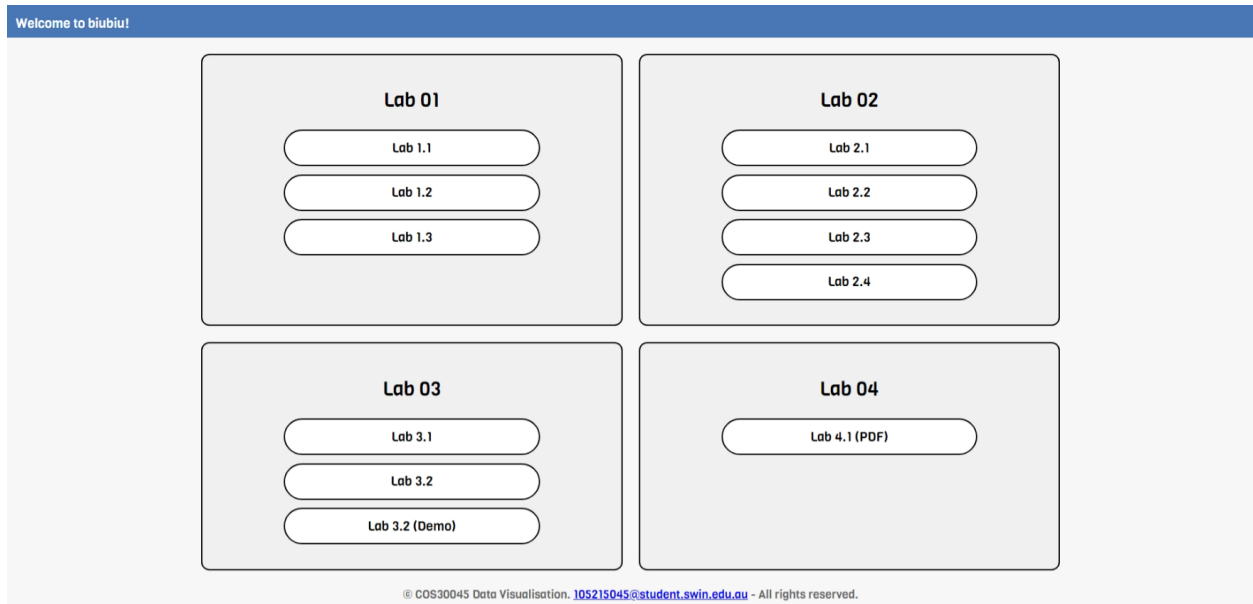 Welcome to biubiu!
Lab 01
Lab 1.1
Lab 1.2
Lab 1.3
Lab 02
Lab 2.1
Lab 2.2
Lab 2.3
Lab 2.4
Lab 03
Lab 3.1
Lab 3.2
Lab 3.2 (Demo)
Lab 04
Lab 4.1 (PDF)
© COS30045 Data Visualisation. 105215045@student.swin.edu.au - All rights reserved.